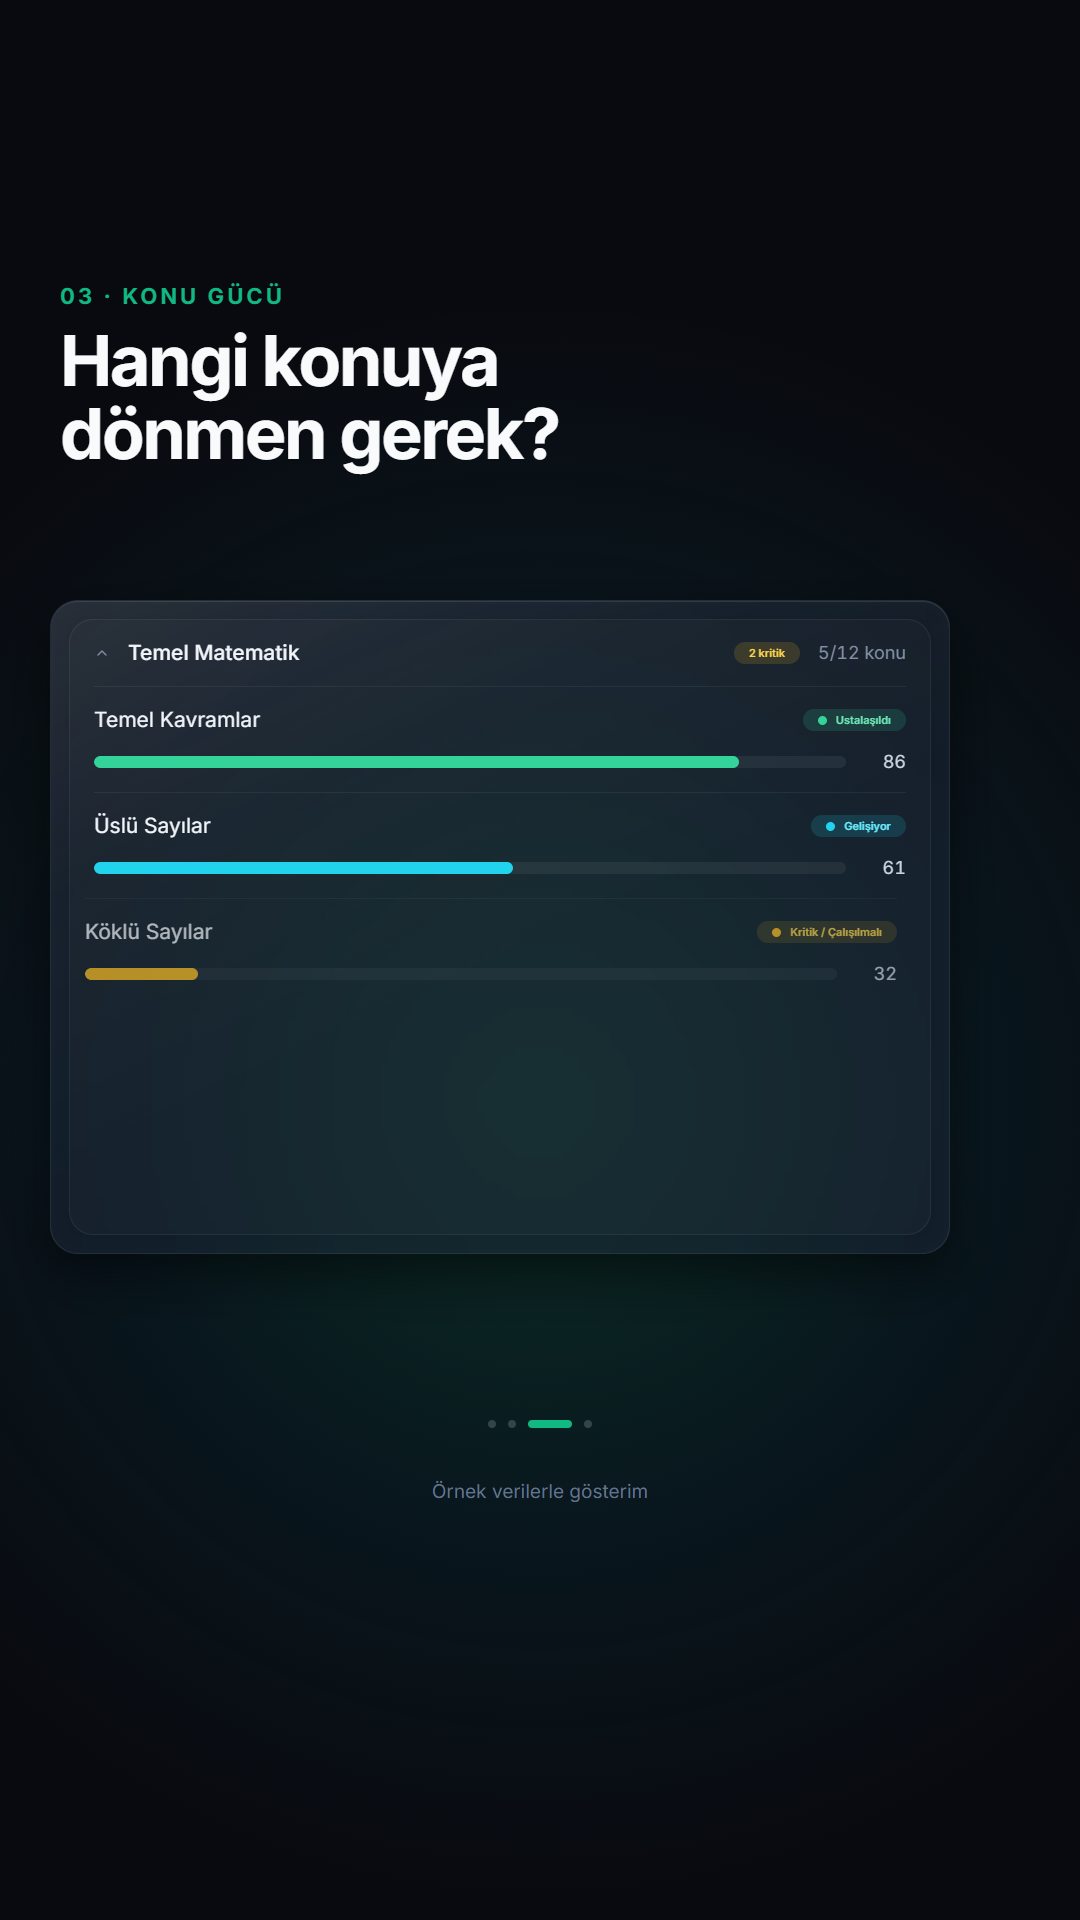 03 · KONU GÜCÜ
Hangi konuya
dönmen gerek?
Temel Matematik 2 kritik 5/12 konu
Temel Kavramlar Ustalaşıldı
86
Üslü Sayılar Gelişiyor
61
Köklü Sayılar Kritik / Çalışılmalı
32
Örnek verilerle gösterim